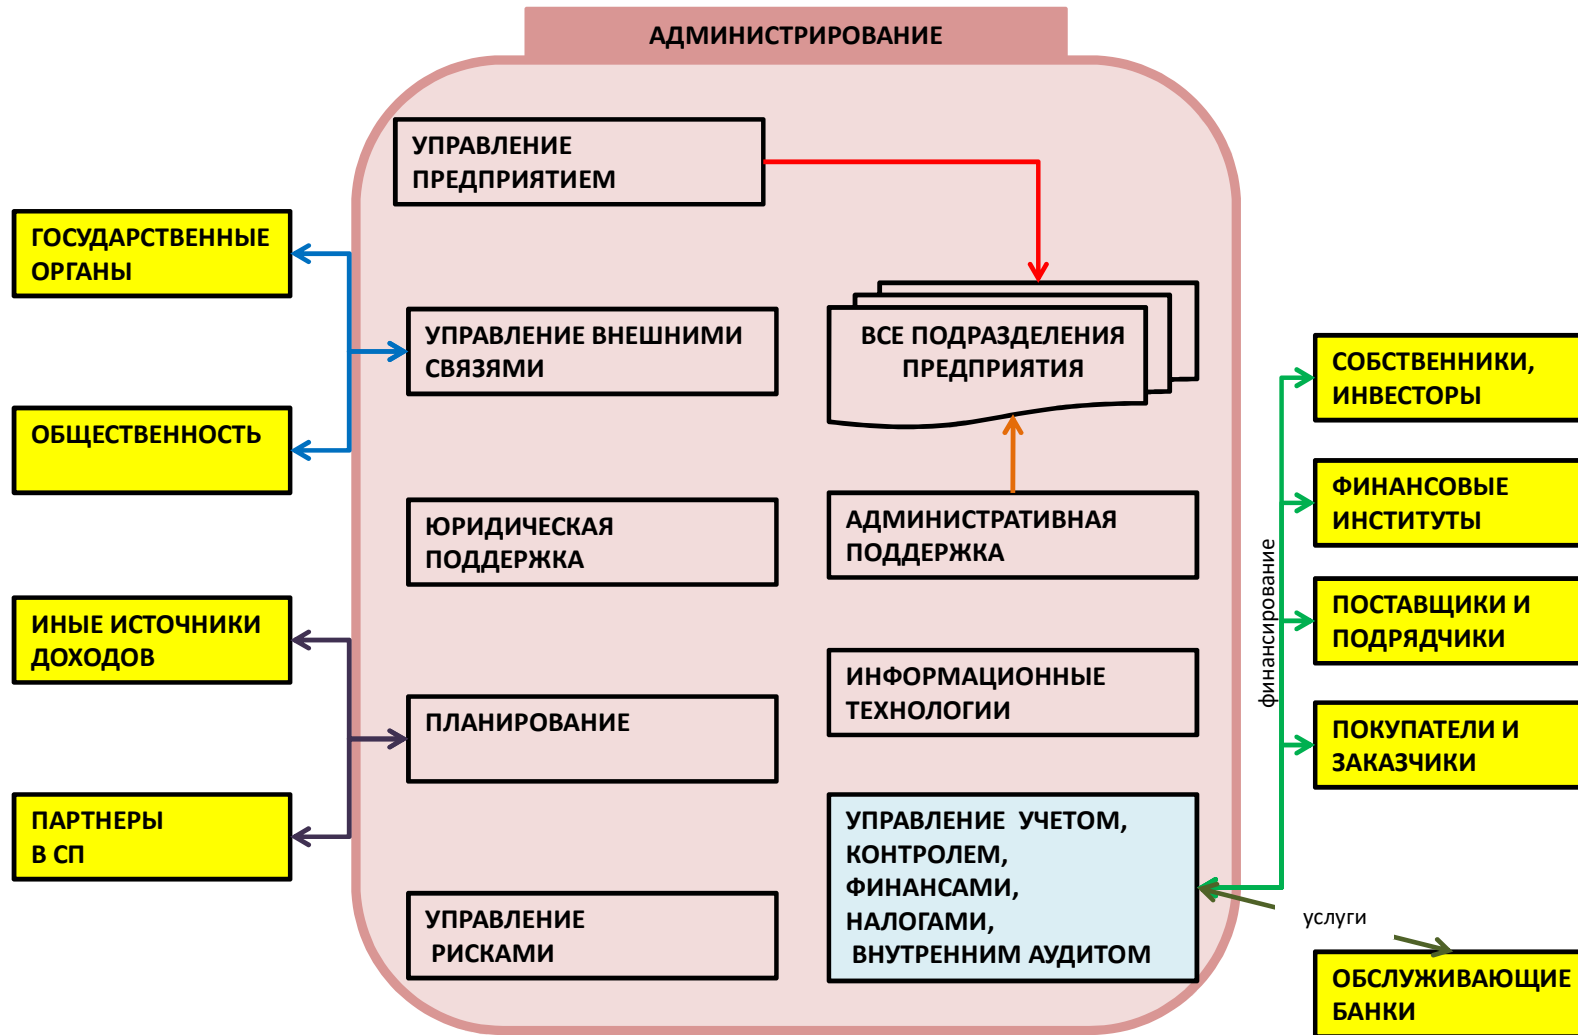 АДМИНИСТРИРОВАНИЕ
УПРАВЛЕНИЕ
ПРЕДПРИЯТИЕМ
ГОСУДАРСТВЕННЫЕ
ОРГАНЫ
УПРАВЛЕНИЕ ВНЕШНИМИ
СВЯЗЯМИ
ВСЕ ПОДРАЗДЕЛЕНИЯ
ПРЕДПРИЯТИЯ
СОБСТВЕННИКИ,
ИНВЕСТОРЫ
ОБЩЕСТВЕННОСТЬ
ЮРИДИЧЕСКАЯ
ПОДДЕРЖКА
АДМИНИСТРАТИВНАЯ
ПОДДЕРЖКА
ФИНАНСОВЫЕ
ИНСТИТУТЫ
финансирование
ИНЫЕ ИСТОЧНИКИ
ДОХОДОВ
ПОСТАВЩИКИ И
ПОДРЯДЧИКИ
ИНФОРМАЦИОННЫЕ
ТЕХНОЛОГИИ
ПЛАНИРОВАНИЕ
ПОКУПАТЕЛИ И
ЗАКАЗЧИКИ
ПАРТНЕРЫ
В СП
УПРАВЛЕНИЕ УЧЕТОМ,
КОНТРОЛЕМ,
ФИНАНСАМИ,
НАЛОГАМИ,
ВНУТРЕННИМ АУДИТОМ
УПРАВЛЕНИЕ
РИСКАМИ
услуги
ОБСЛУЖИВАЮЩИЕ
БАНКИ